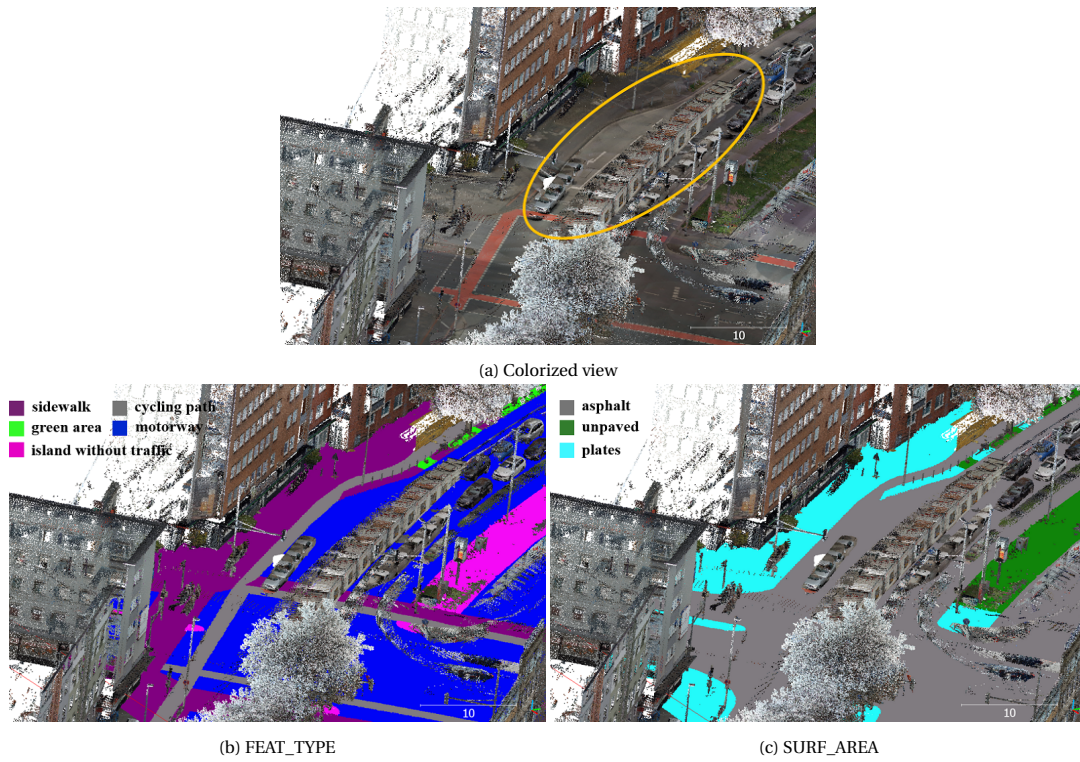 10
(a) Colorized view
sidewalk cycling path
green area motorway
island without traffic
10
asphalt
unpaved
plates
10
(b) FEAT_TYPE
(c) SURF_AREA